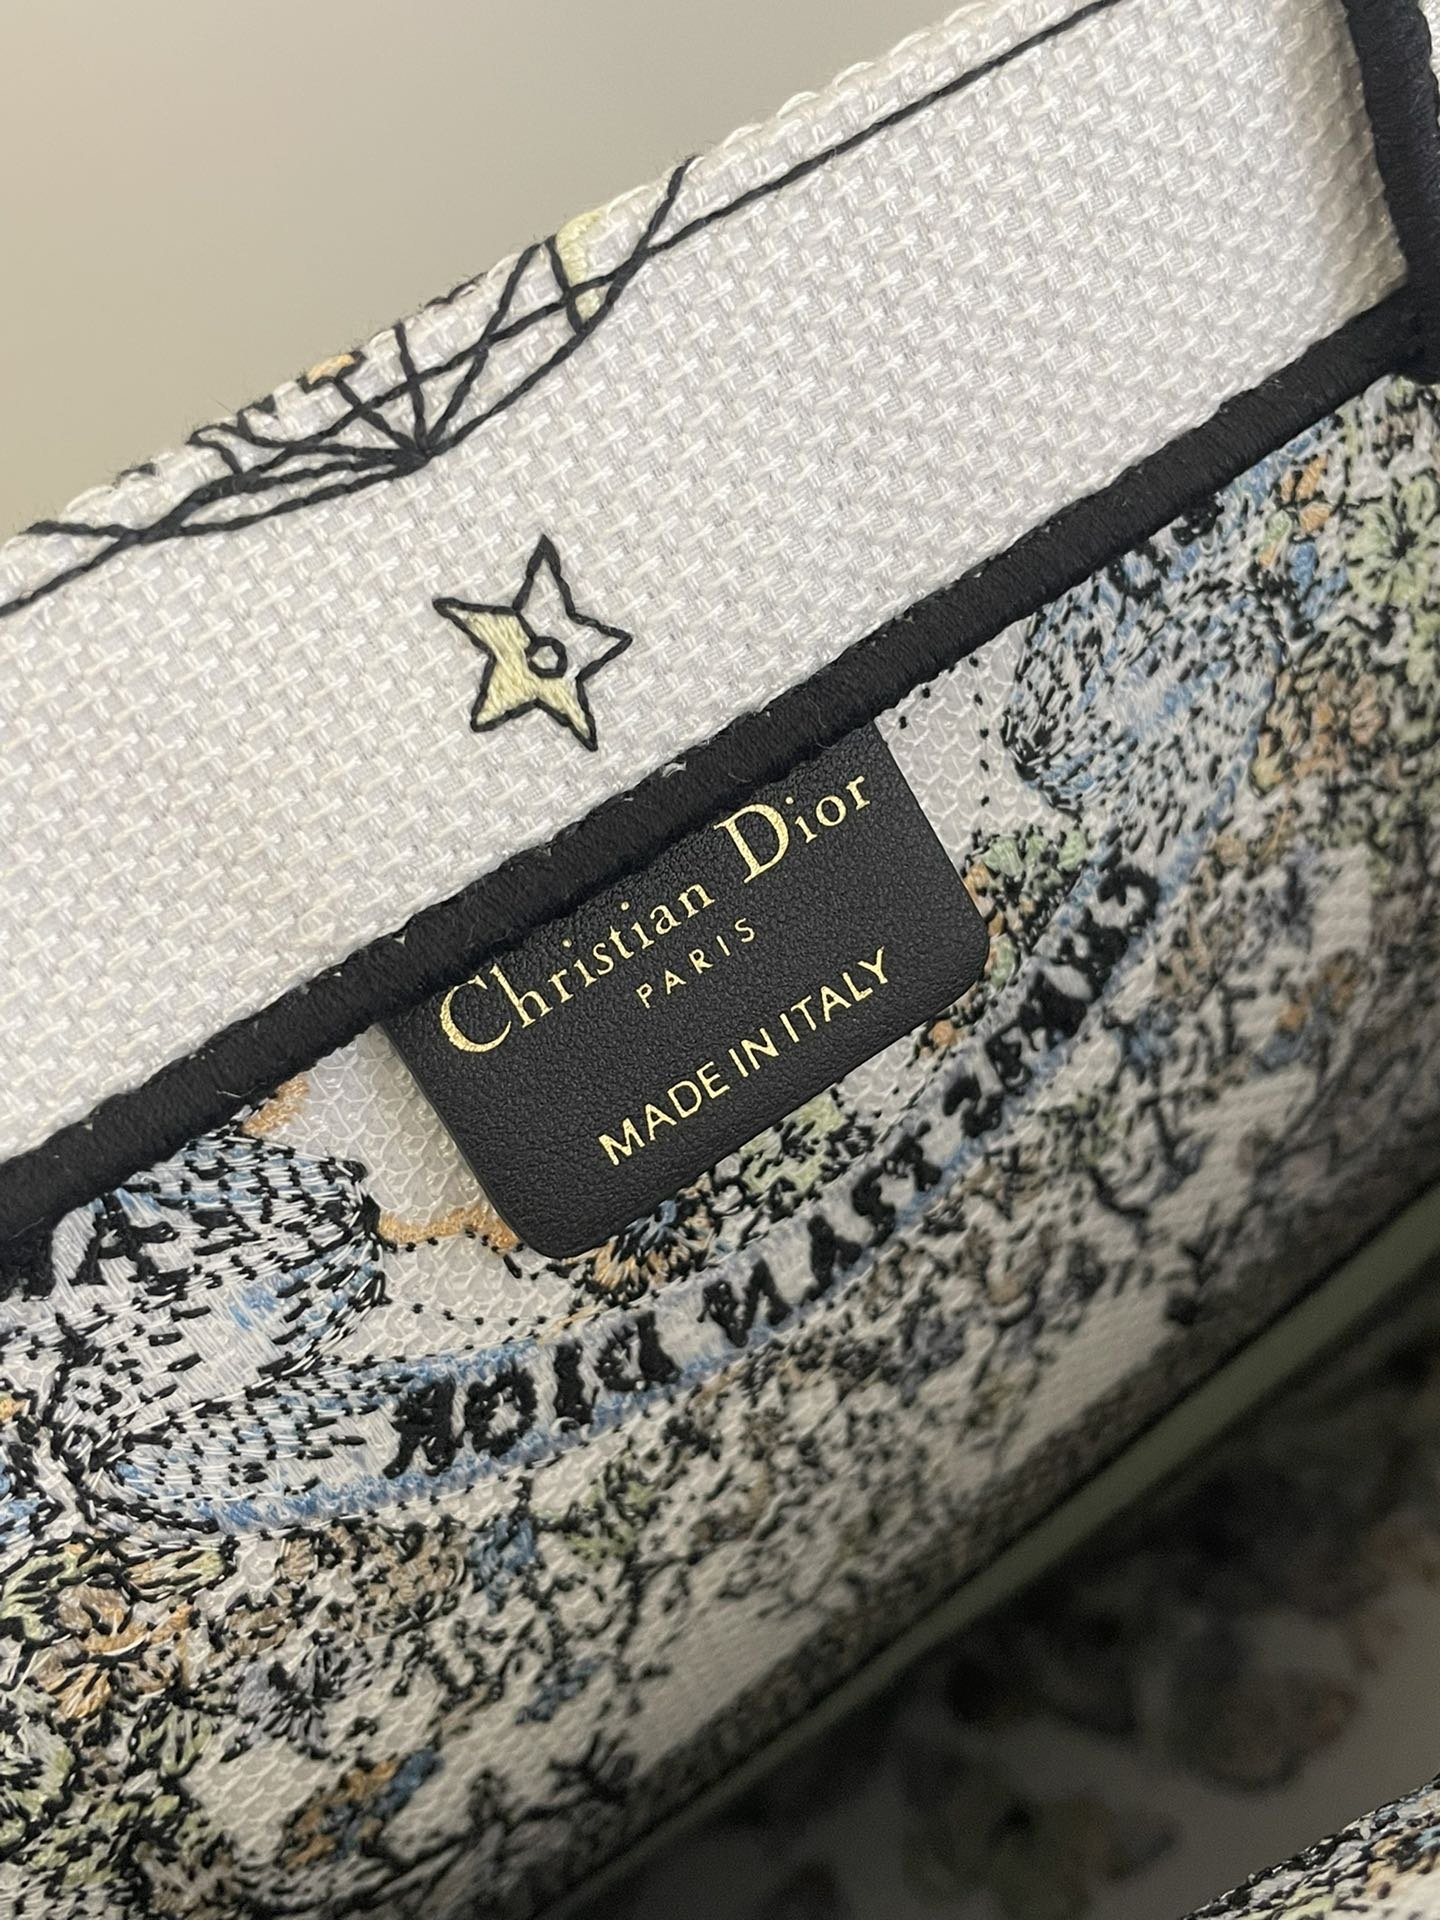 Christian Dior
PARIS
MADE IN ITALY
CHRISTIAN DIOR